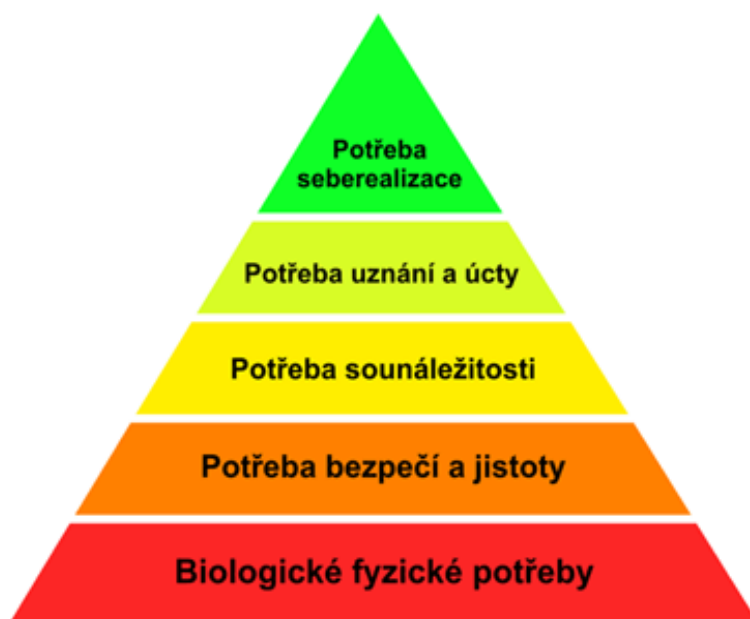 Potřeba
seberealizace
Potřeba uznání a úcty
Potřeba sounáležitosti
Potřeba bezpečí a jistoty
Biologické fyzické potřeby